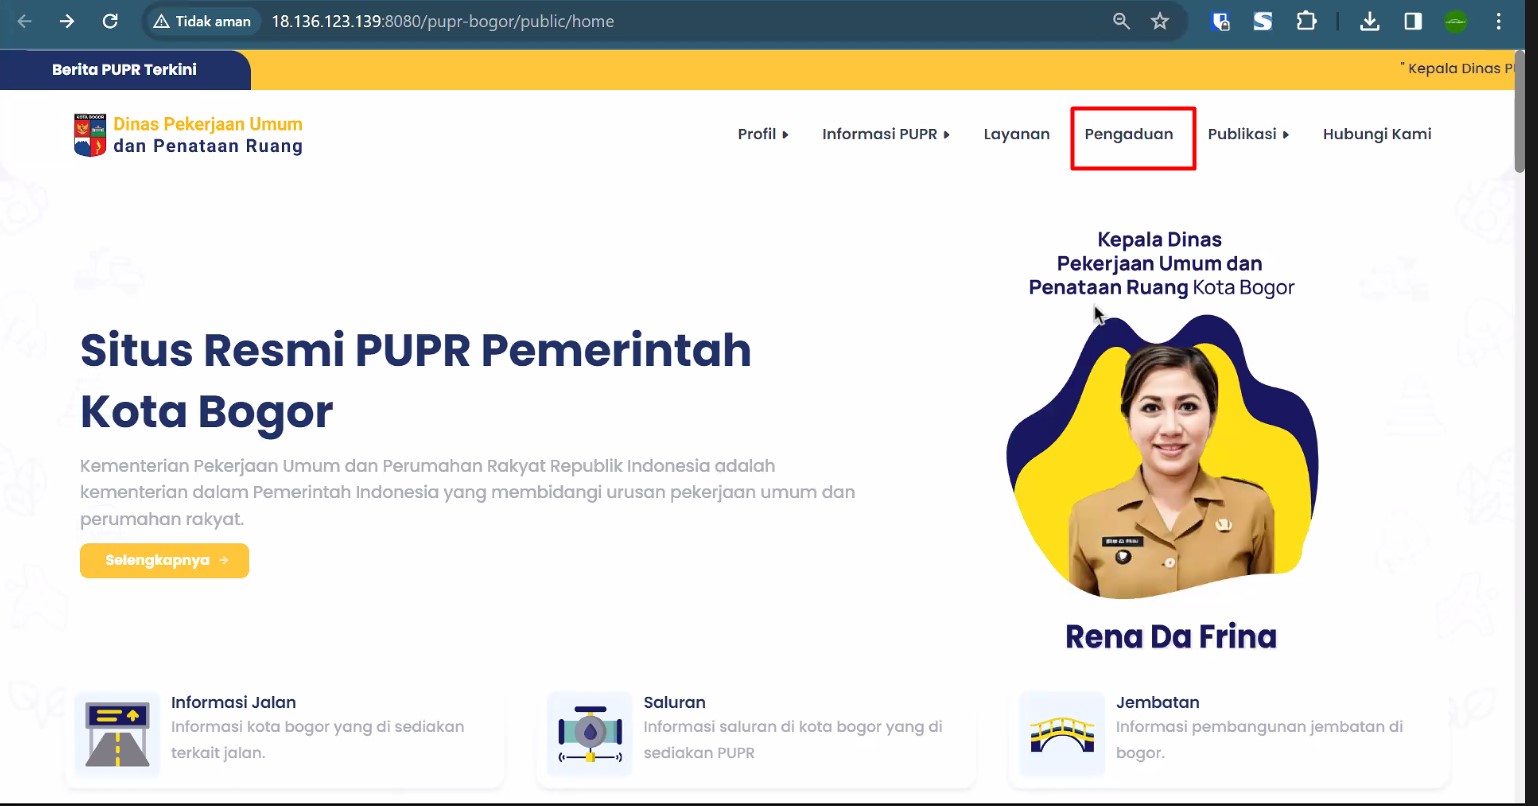 Tidak aman
18.136.123.139:8080/pupr-bogor/public/home
Berita PUPR Terkini
" Kepala Dinas
KOTA BOGOR
Dinas Pekerjaan Umum
dan Penataan Ruang
Profil
Informasi PUPR
Layanan
Pengaduan
Publikasi
Hubungi Kami
Kepala Dinas
Pekerjaan Umum dan
Penataan Ruang Kota Bogor
Situs Resmi PUPR Pemerintah
Kota Bogor
Kementerian Pekerjaan Umum dan Perumahan Rakyat Republik Indonesia adalah
kementerian dalam Pemerintah Indonesia yang membidangi urusan pekerjaan umum dan
perumahan rakyat.
Selengkapnya →
Rena Da Frina
Informasi Jalan
Informasi kota bogor yang di sediakan
terkait jalan.
Saluran
Informasi saluran di kota bogor yang di
sediakan PUPR
Jembatan
Informasi pembangunan jembatan di
bogor.